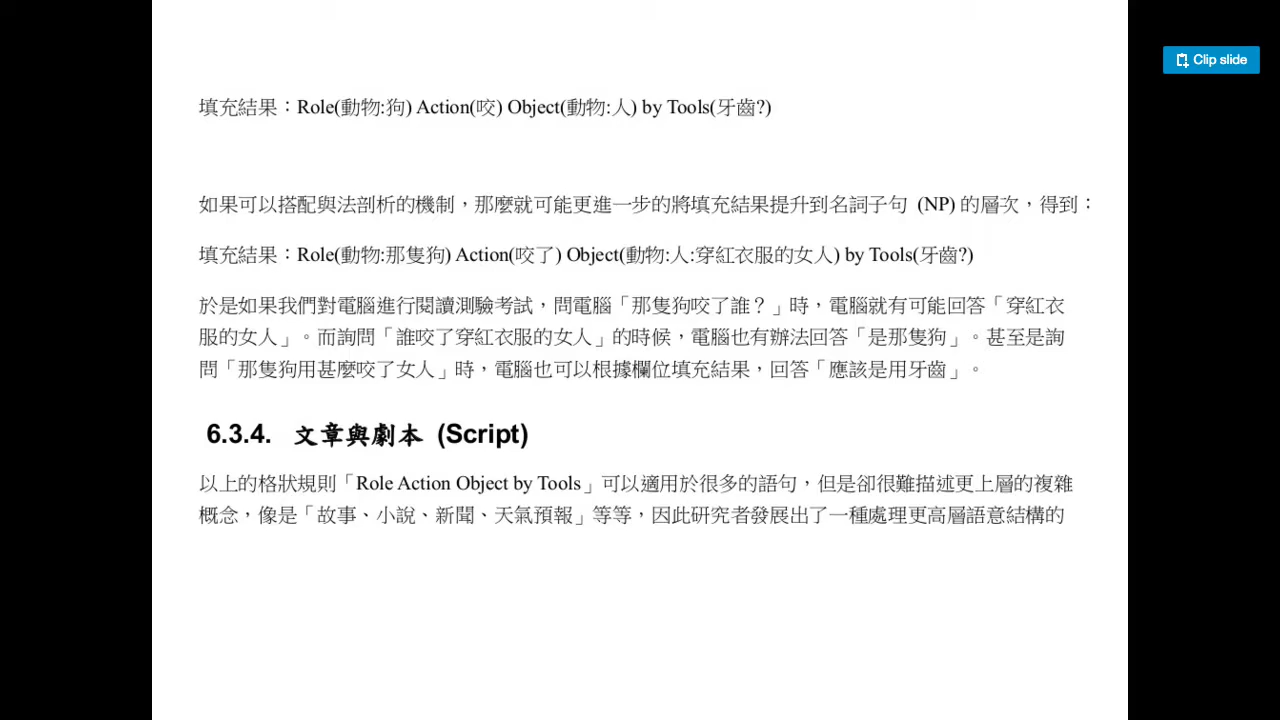 Clip slide
填充結果：Role(動物:狗) Action(咬) Object(動物:人) by Tools(牙齒?)
如果可以搭配與法剖析的機制，那麼就可能更進一步的將填充結果提升到名詞子句 (NP) 的層次，得到：
填充結果：Role(動物:那隻狗) Action(咬了) Object(動物:人:穿紅衣服的女人) by Tools(牙齒?)
於是如果我們對電腦進行閱讀測驗考試，問電腦「那隻狗咬了誰？」時，電腦就有可能回答「穿紅衣
服的女人」。而詢問「誰咬了穿紅衣服的女人」的時候，電腦也有辦法回答「是那隻狗」。甚至是詢
問「那隻狗用甚麼咬了女人」時，電腦也可以根據欄位填充結果，回答「應該是用牙齒」。
6.3.4. 文章與劇本 (Script)
以上的格狀規則「Role Action Object by Tools」可以適用於很多的語句，但是卻很難描述更上層的複雜
概念，像是「故事、小說、新聞、天氣預報」等等，因此研究者發展出了一種處理更高層語意結構的